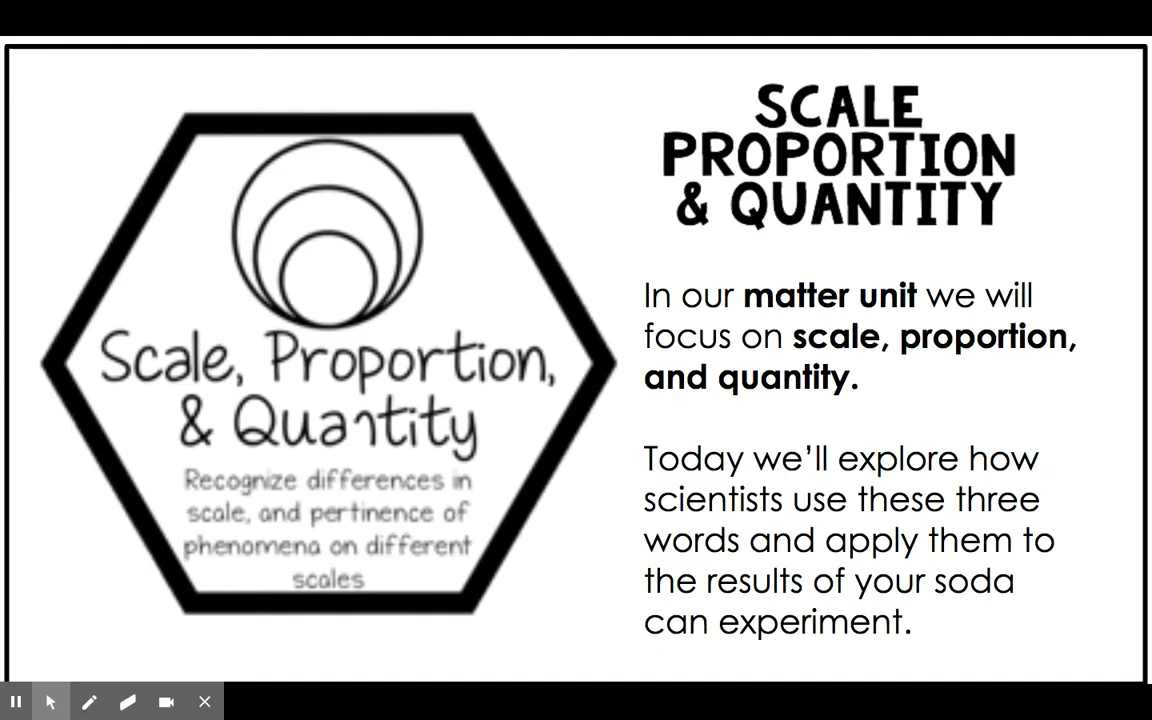 SCALE
PROPORTION
& QUANTITY
Scale, Proportion,
& Quantity
Recognize differences in
scale, and pertinence of
phenomena on different
scales
In our matter unit we will
focus on scale, proportion,
and quantity.
Today we’ll explore how
scientists use these three
words and apply them to
the results of your soda
can experiment.